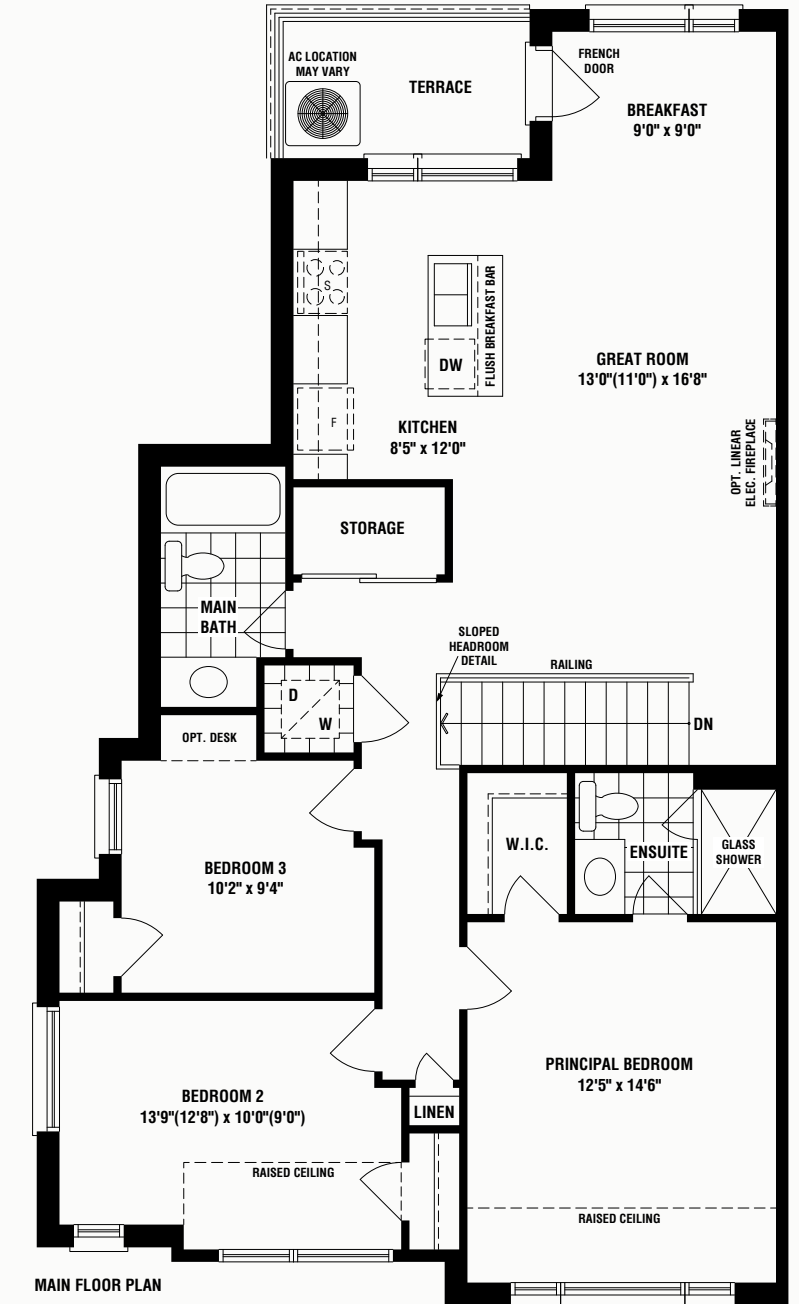 AC LOCATION
MAY VARY
TERRACE
FRENCH
DOOR
BREAKFAST
9'0" x 9'0"
S
FLUSH BREAKFAST BAR
DW
GREAT ROOM
13'0"(11'0") x 16'8"
F
KITCHEN
8'5" x 12'0"
OPT. LINEAR
ELEC. FIREPLACE
STORAGE
MAIN
BATH
SLOPED
HEADROOM
DETAIL
RAILING
D
W
DN
OPT. DESK
W.I.C.
ENSUITE
GLASS
SHOWER
BEDROOM 3
10'2" x 9'4"
PRINCIPAL BEDROOM
12'5" x 14'6"
BEDROOM 2
13'9"(12'8") x 10'0"(9'0")
LINEN
RAISED CEILING
RAISED CEILING
MAIN FLOOR PLAN